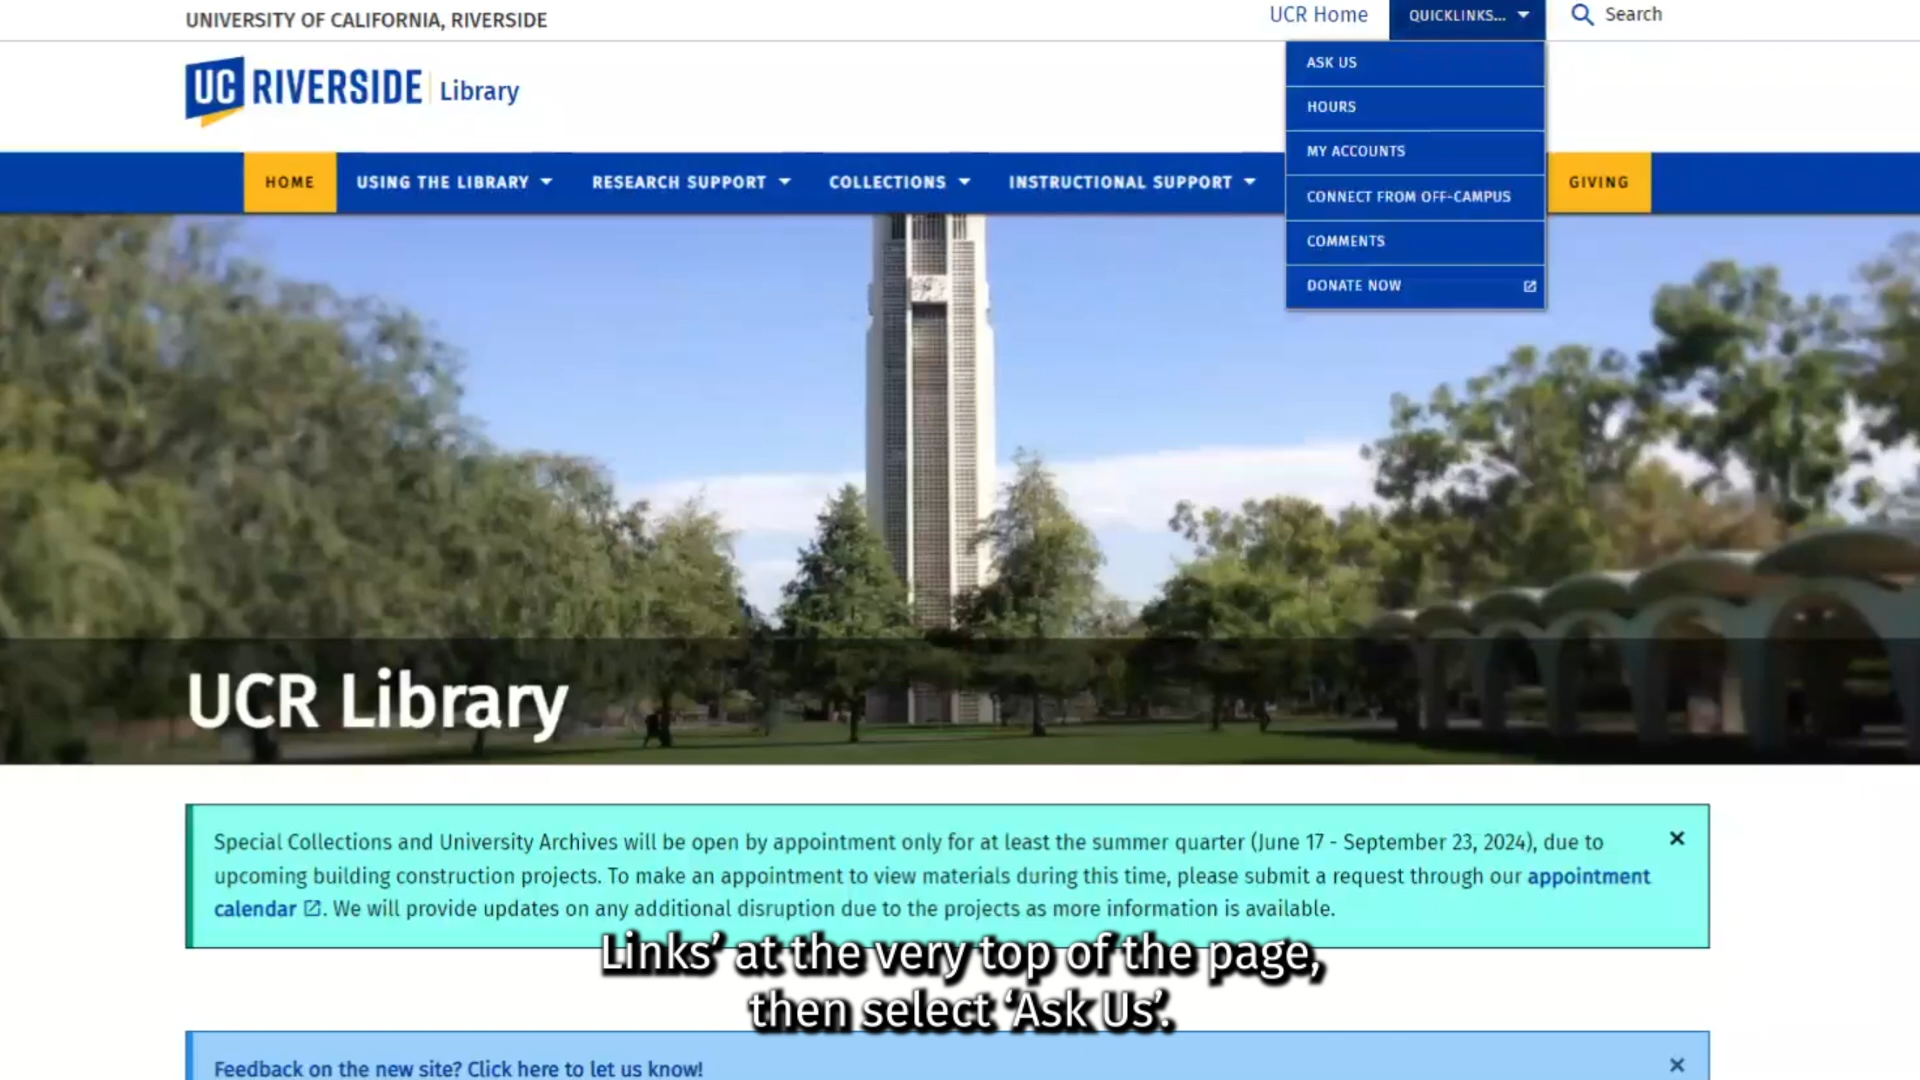 UNIVERSITY OF CALIFORNIA, RIVERSIDE
UCR Home
QUICKLINKS...
Search
UC RIVERSIDE Library
ASK US
HOURS
MY ACCOUNTS
CONNECT FROM OFF-CAMPUS
COMMENTS
DONATE NOW
HOME
USING THE LIBRARY
RESEARCH SUPPORT
COLLECTIONS
INSTRUCTIONAL SUPPORT
GIVING
UCR Library
Special Collections and University Archives will be open by appointment only for at least the summer quarter (June 17 - September 23, 2024), due to
upcoming building construction projects. To make an appointment to view materials during this time, please submit a request through our appointment
calendar. We will provide updates on any additional disruption due to the projects as more information is available.
Links’ at the very top of the page,
then select ‘Ask Us’.
Feedback on the new site? Click here to let us know!